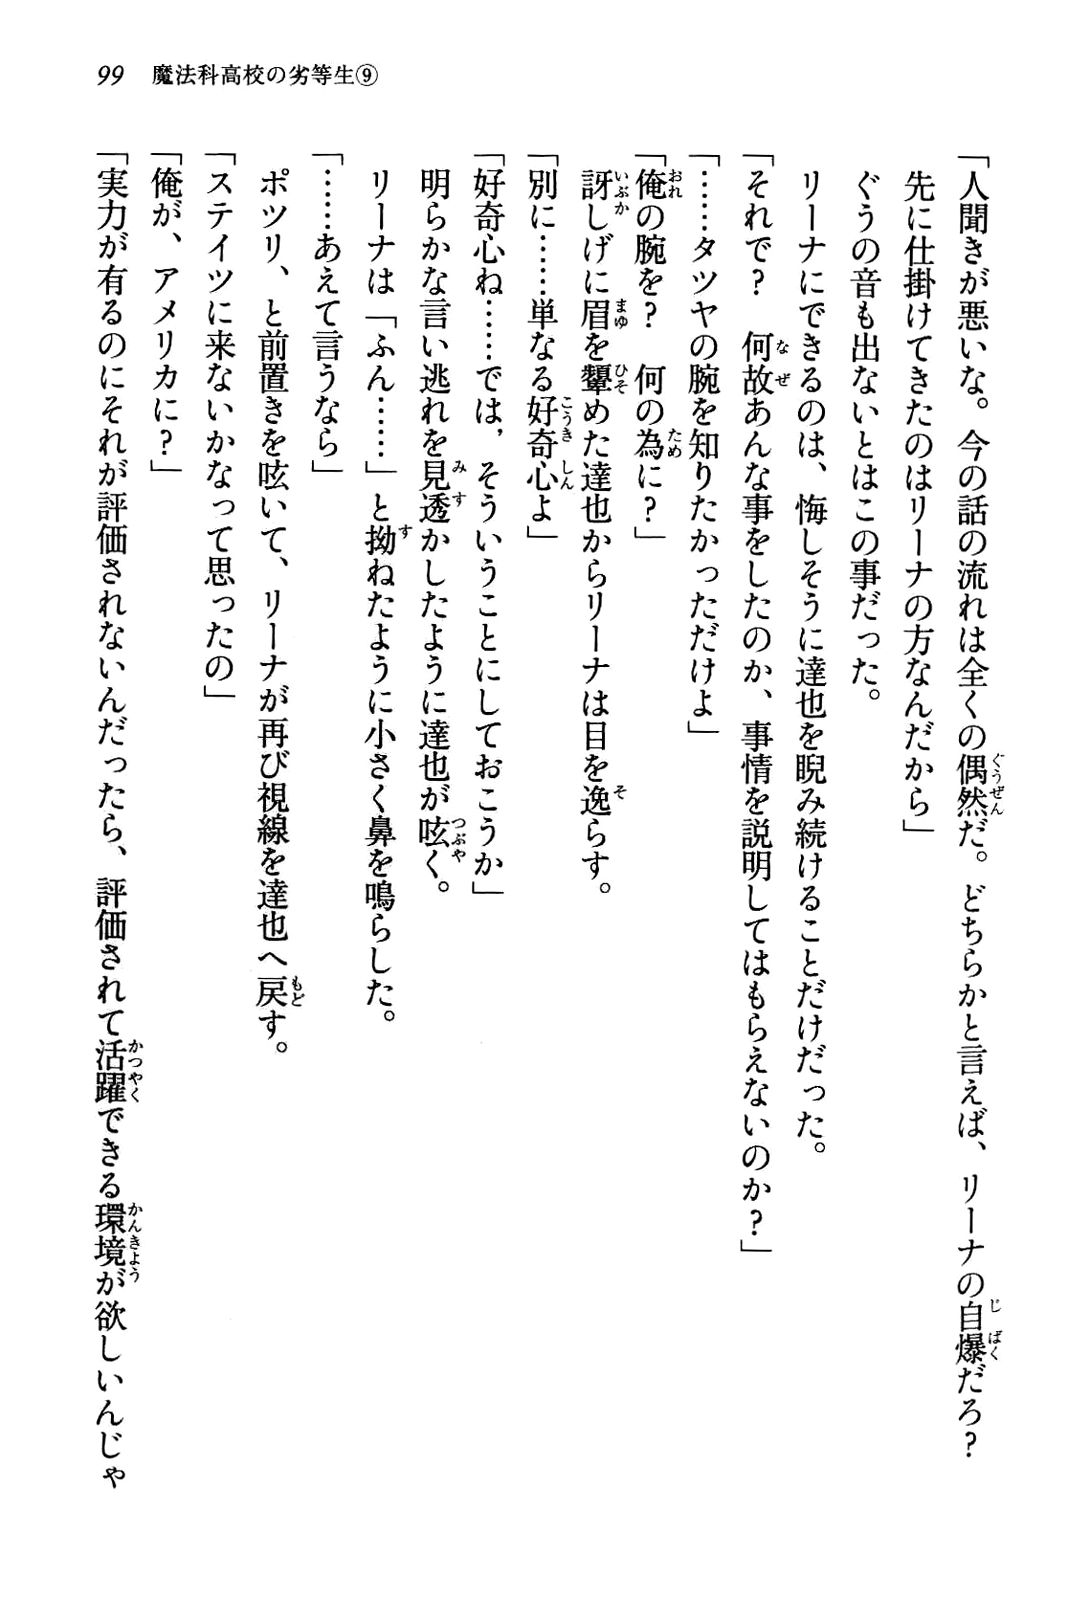 99 魔法科高校の劣等生⑨
「人聞きが悪いな。今の話の流れは全くの偶然だ。どちらかと言えば、リーナの自爆だろ？
先に仕掛けてきたのはリーナの方なんだから」
ぐうの音も出ないとはこの事だった。
リーナにできるのは、悔しそうに達也を睨み続けることだけだった。
「それで？　何故あんな事をしたのか、事情を説明してはもらえないのか？」
「……タツヤの腕を知りたかっただけよ」
「俺の腕を？　何の為に？」
訝しげに眉を顰めた達也からリーナは目を逸らす。
「別に……単なる好奇心よ」
「好奇心ね……では、そういうことにしておこうか」
明らかな言い逃れを見透かしたように達也が呟く。
リーナは「ふん……」と拗ねたように小さく鼻を鳴らした。
「……あえて言うなら」
ポツリ、と前置きを呟いて、リーナが再び視線を達也へ戻す。
「ステイツに来ないかなって思ったの」
「俺が、アメリカに？」
「実力が有るのにそれが評価されないんだったら、評価されて活躍できる環境が欲しいんじゃ